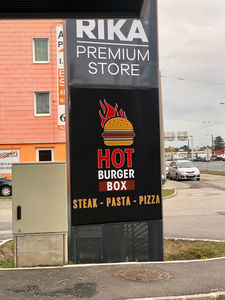 RIKA
PREMIUM
STORE
HOT
BURGER
BOX
STEAK - PASTA - PIZZA